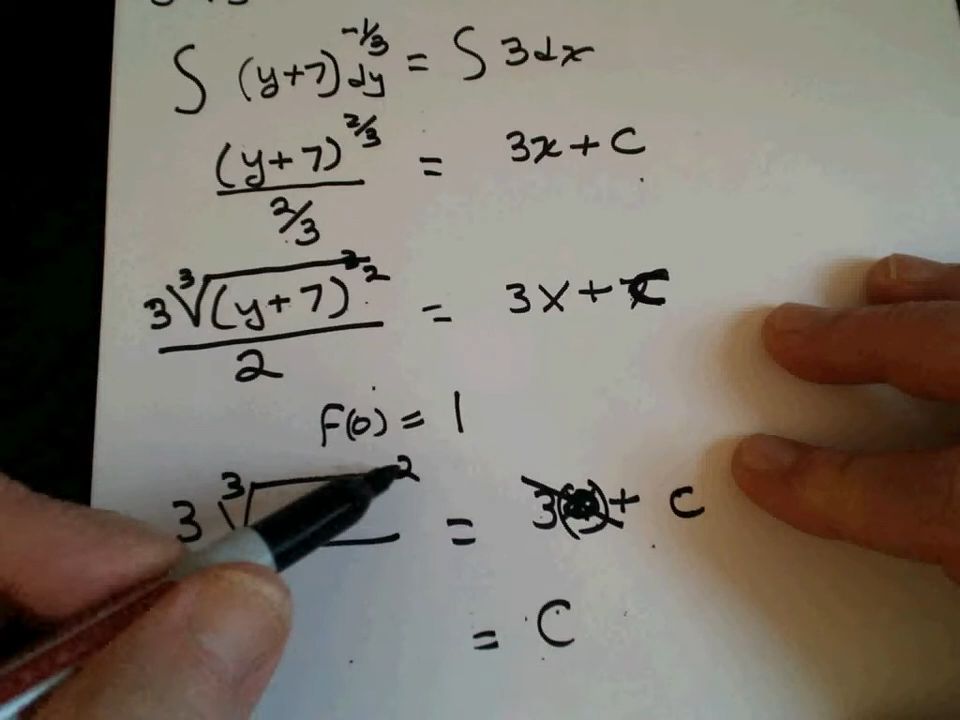 ∫ (y+7)^-1/3 dy = ∫ 3dx
(y+7)^2/3 / 2/3 = 3x + C
3 ∛(y+7)^2 / 2 = 3x + C
F(0) = 1
3 ∛ 2 = 3( ) + C
= C